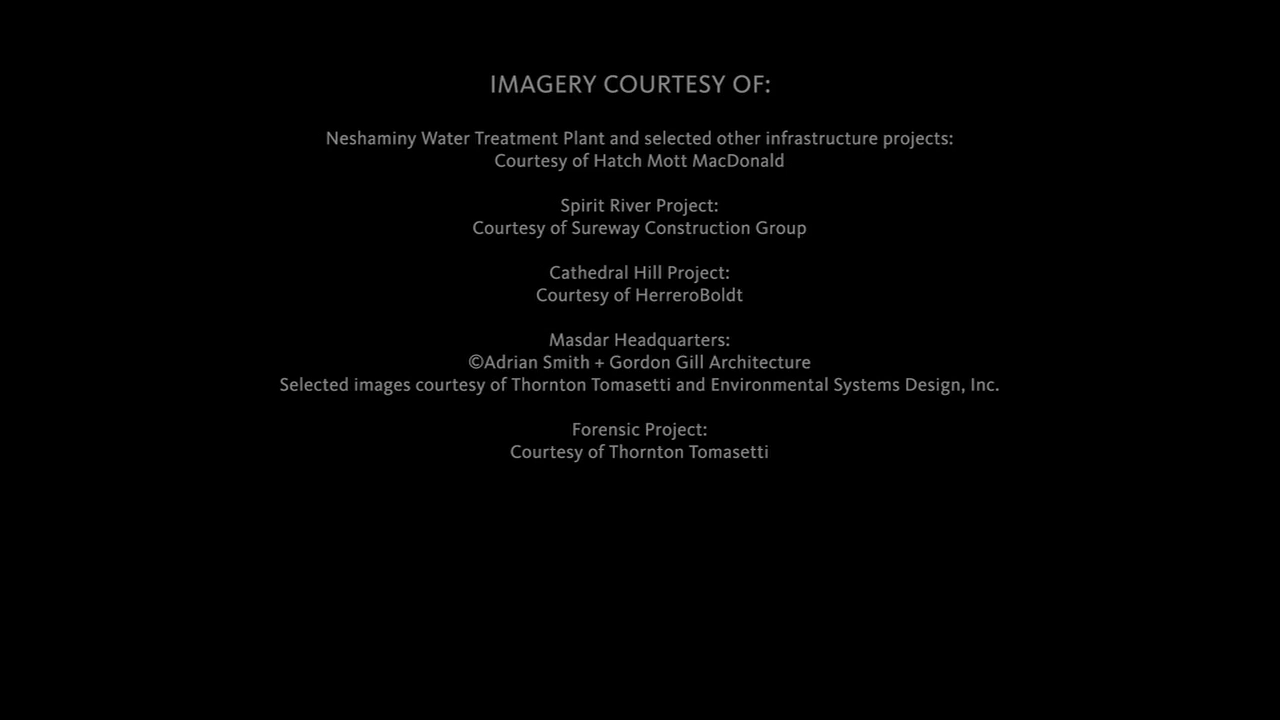 IMAGERY COURTESY OF:
Neshaminy Water Treatment Plant and selected other infrastructure projects:
Courtesy of Hatch Mott MacDonald
Spirit River Project:
Courtesy of Sureway Construction Group
Cathedral Hill Project:
Courtesy of HerreroBoldt
Masdar Headquarters:
©Adrian Smith + Gordon Gill Architecture
Selected images courtesy of Thornton Tomasetti and Environmental Systems Design, Inc.
Forensic Project:
Courtesy of Thornton Tomasetti